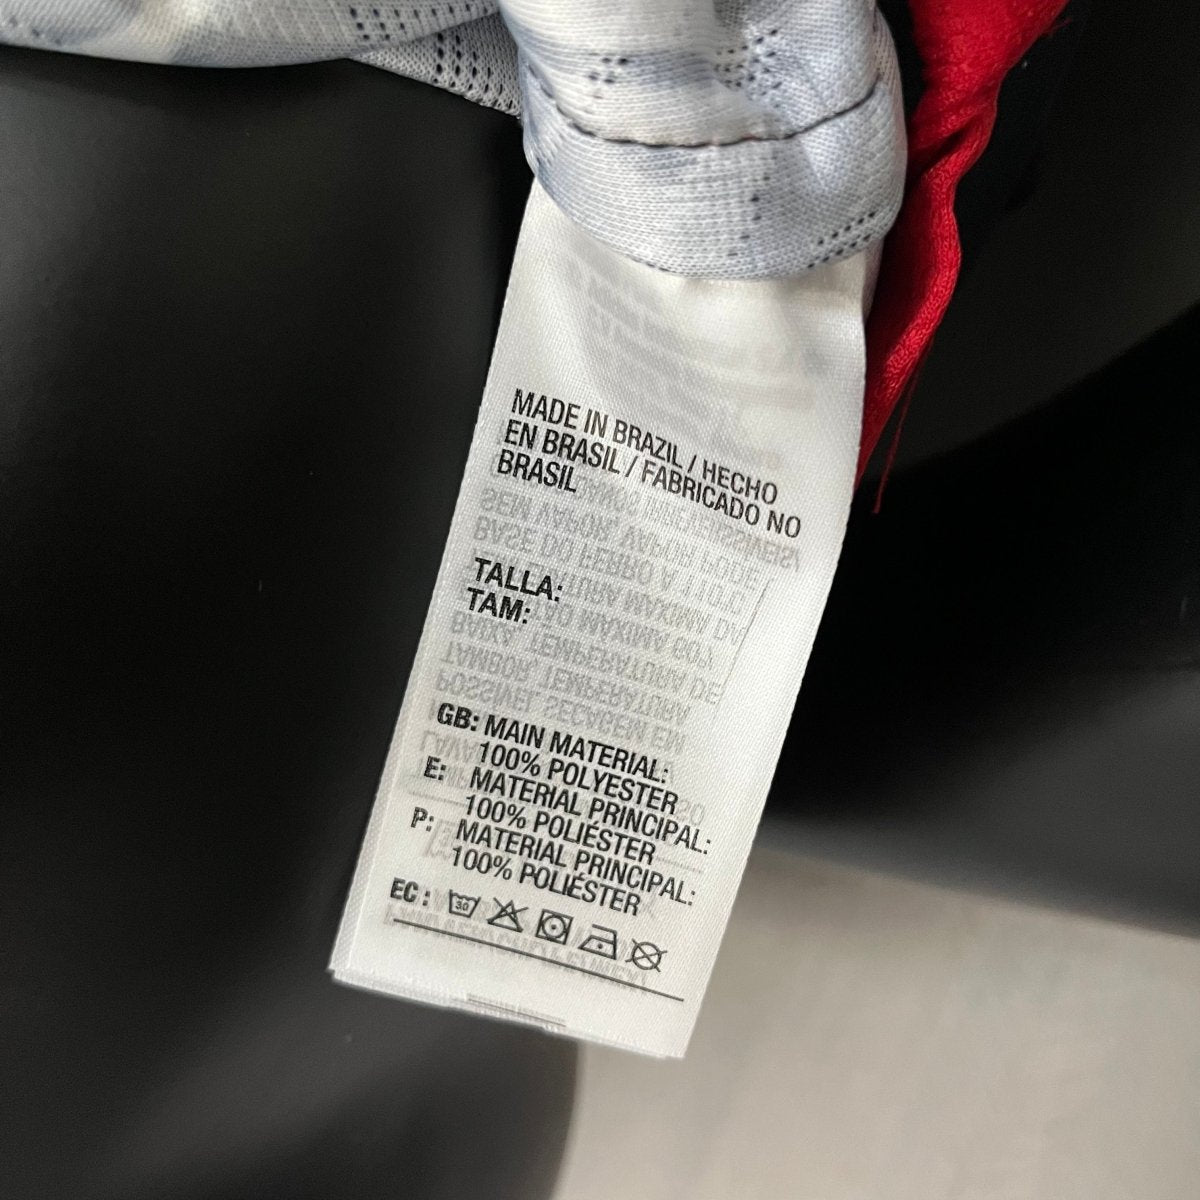 MADE IN BRAZIL / HECHO
EN BRASIL / FABRICADO NO
BRASIL
TALLA:
TAM:
GB: MAIN MATERIAL:
100% POLYESTER
E: MATERIAL PRINCIPAL:
100% POLIÉSTER
P: MATERIAL PRINCIPAL:
100% POLIÉSTER
EC : 30